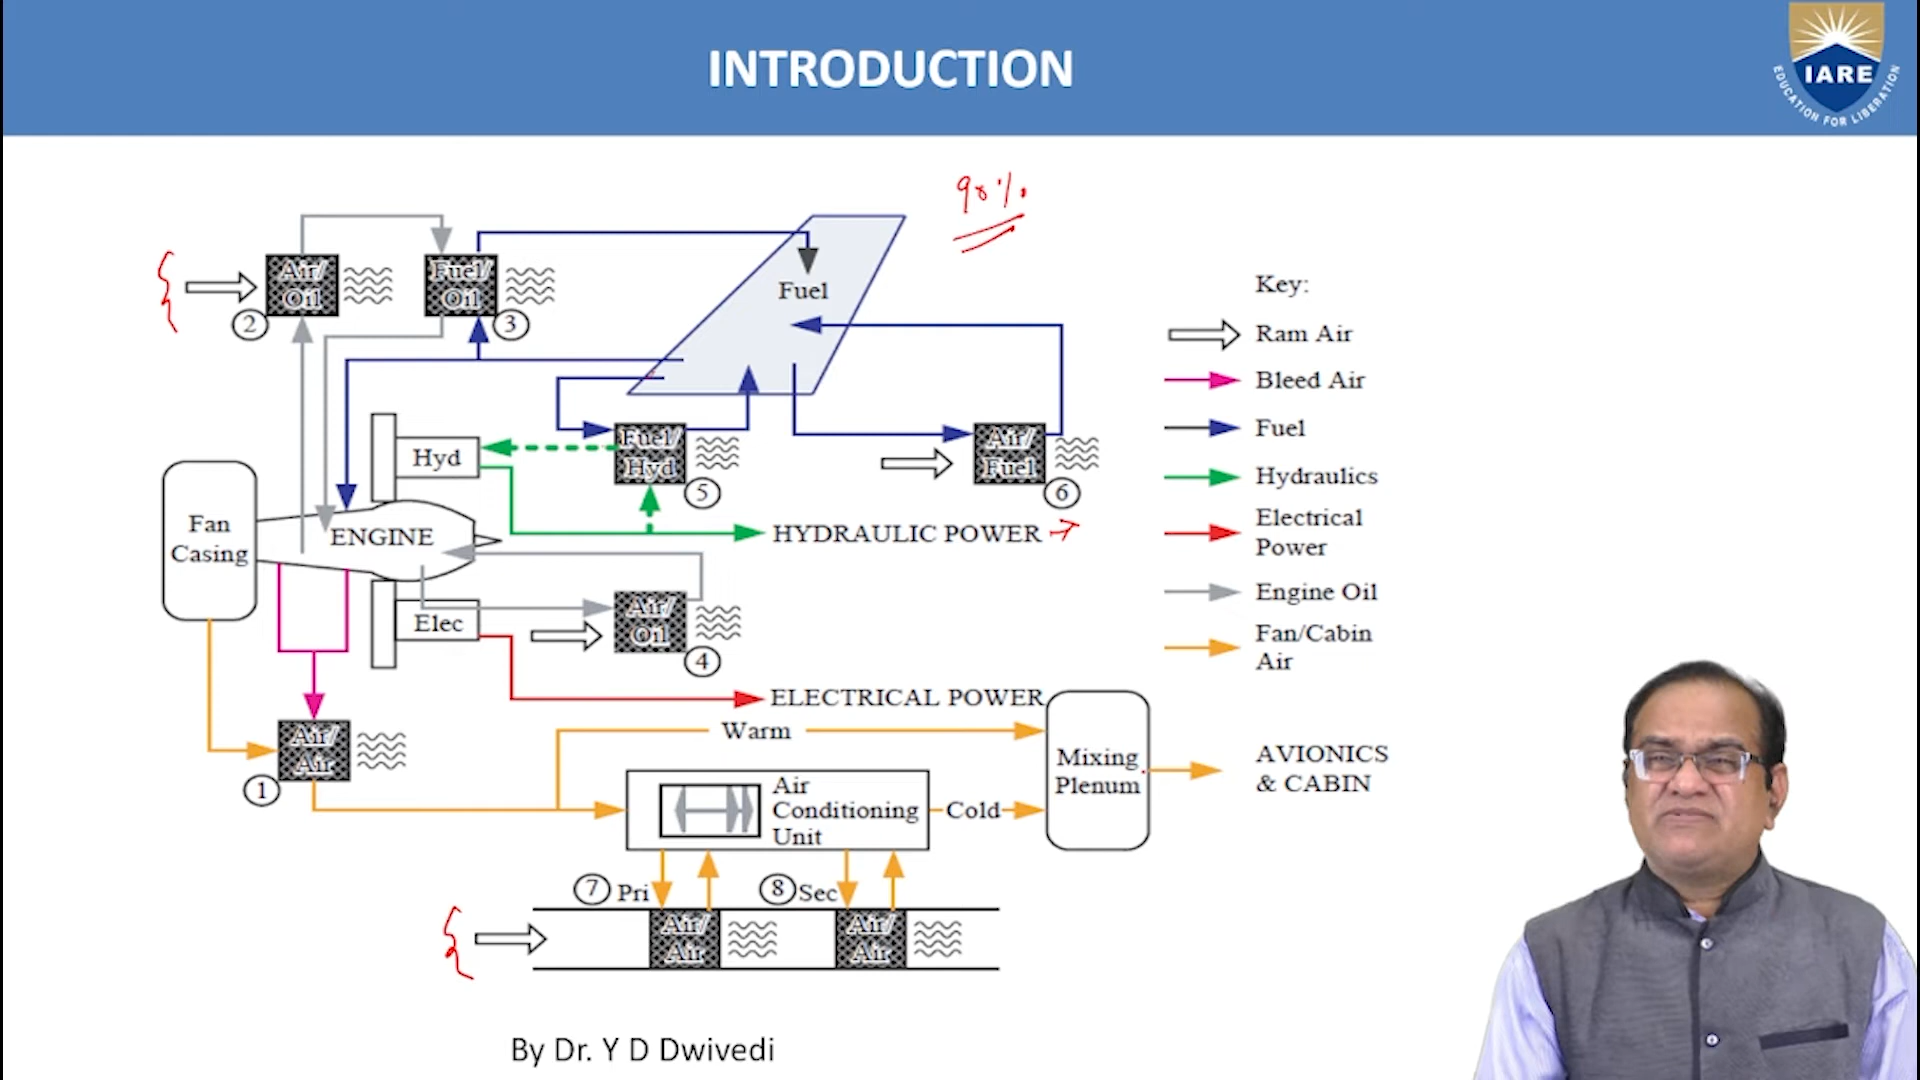 INTRODUCTION
IARE
EDUCATION FOR LIBERATION
90%
Air/
Oil
2
Fuel/
Oil
3
Fuel
Hyd
Fuel/
Hyd
5
Air/
Fuel
6
Fan
Casing
ENGINE
HYDRAULIC POWER
Elec
Air/
Oil
4
ELECTRICAL POWER
Warm
Air/
Air
1
Air
Conditioning
Unit
Cold
Mixing
Plenum
AVIONICS
& CABIN
7 Pri
8 Sec
Air/
Air
Air/
Air
Key:
Ram Air
Bleed Air
Fuel
Hydraulics
Electrical
Power
Engine Oil
Fan/Cabin
Air
By Dr. Y D Dwivedi